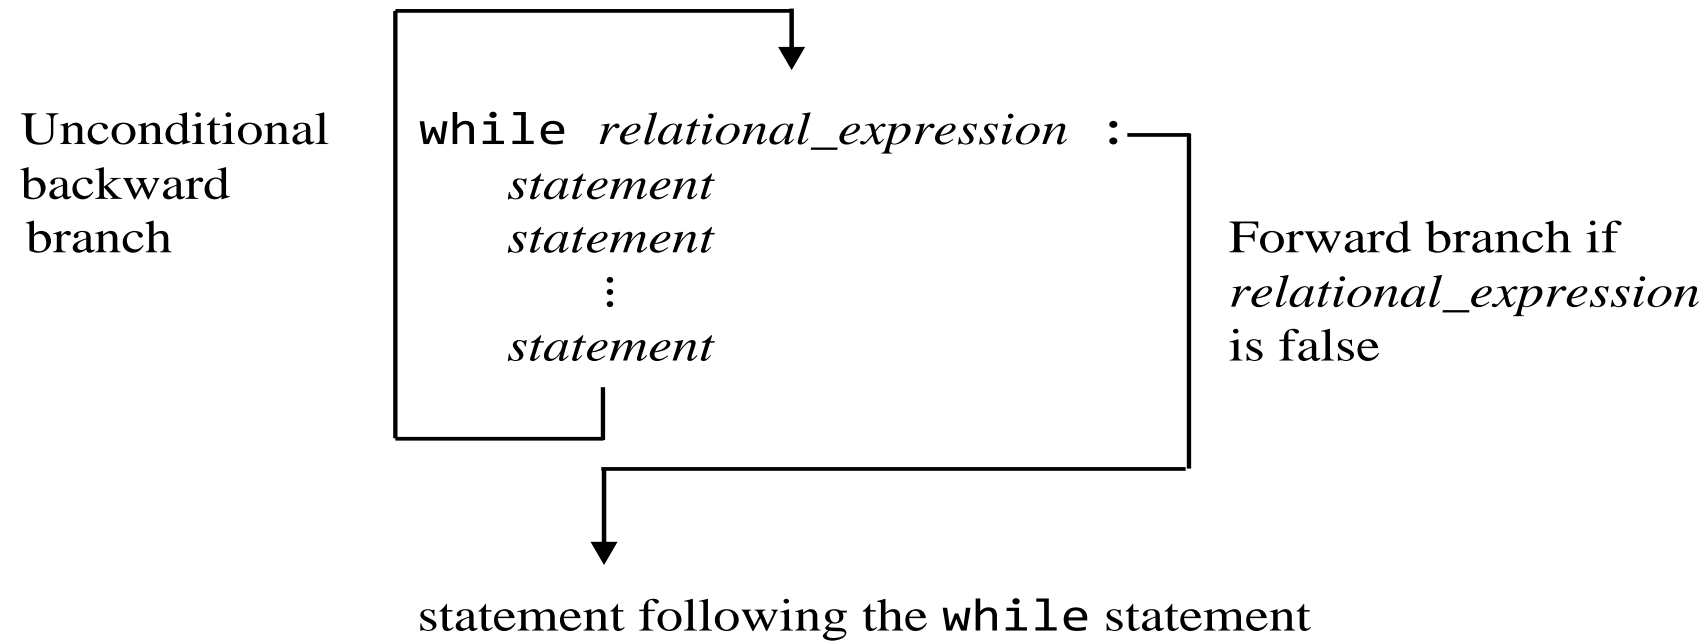 Unconditional
backward
branch
while relational_expression :
statement
statement
⋮
statement
Forward branch if
relational_expression
is false
statement following the while statement